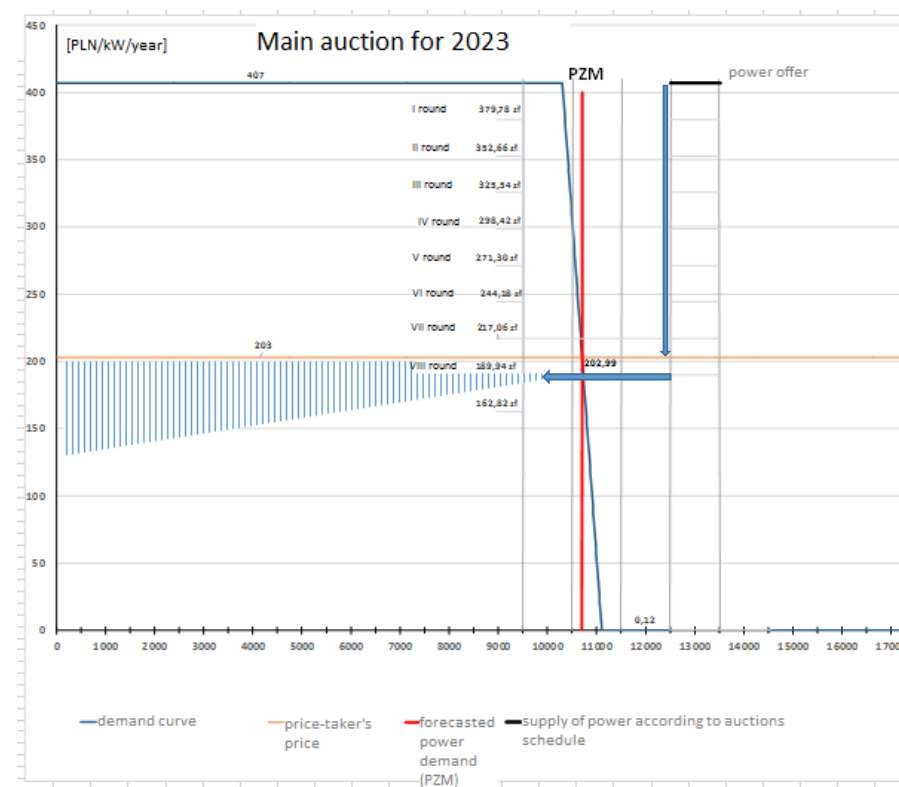 Main auction for 2023
[PLN/kW/year]
450
400
350
300
250
200
150
100
50
0
407
PZM
power offer
I round 379,78 zł
II round 352,66 zł
III round 325,54 zł
IV round 298,42 zł
V round 271,30 zł
VI round 244,18 zł
VII round 217,06 zł
203
202,99
VIII round 189,94 zł
162,82 zł
0,12
0 1000 2000 3000 4000 5000 6000 7000 8000 9000 10000 11000 12000 13000 14000 15000 16000 1700
demand curve
price-taker's
price
forecasted
power
demand
(PZM)
supply of power according to auctions
schedule